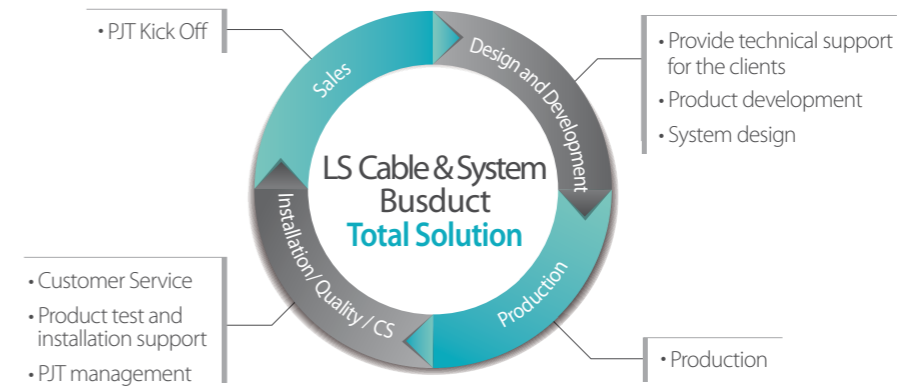 • PJT Kick Off
Sales
Design and Development
• Provide technical support
for the clients
• Product development
• System design
LS Cable & System
Busduct
Total Solution
Installation / Quality / CS
Production
• Customer Service
• Product test and
installation support
• PJT management
• Production